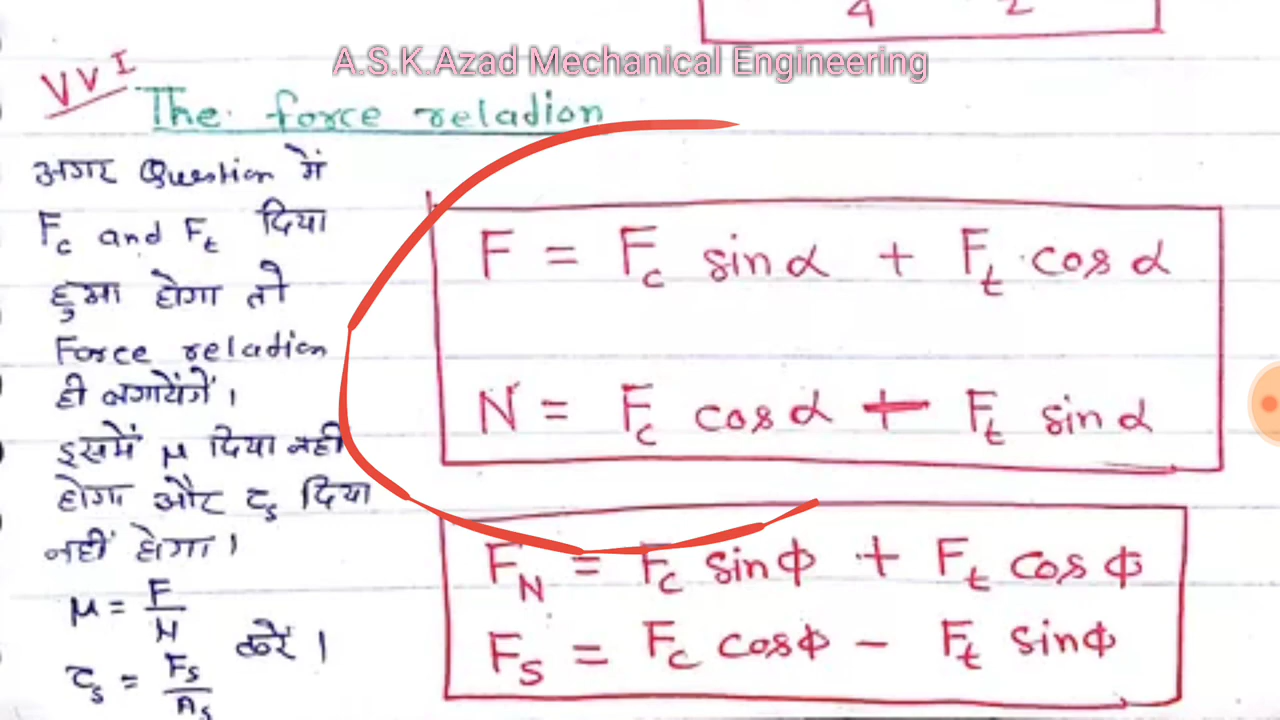 4 2
A.S.K.Azad Mechanical Engineering
VVI
The force reladion
अगर Question में
Fc and Ft दिया
हुआ होगा तो
Force reladion
ही लगायेंगें।
इसमें μ दिया नही
होगा और τs दिया
नहीं होगा।
μ = F/N
करें।
τs = Fs/As
F = Fc sinα + Ft cosα
N = Fc cosα - Ft sinα
FN = Fc sinφ + Ft cosφ
Fs = Fc cosφ - Ft sinφ